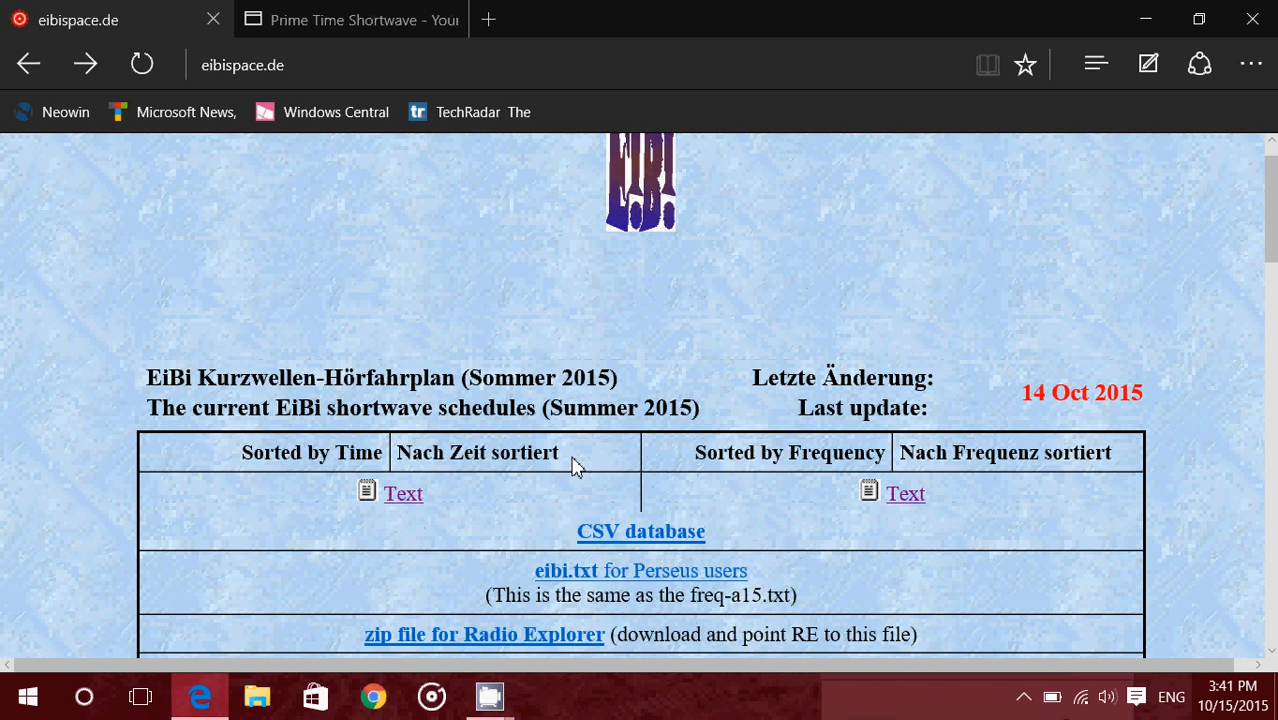 eibispace.de
Prime Time Shortwave - Your
eibispace.de
Neowin
Microsoft News,
Windows Central
tr TechRadar The
EiBi
EiBi Kurzwellen-Hörfahrplan (Sommer 2015)
Letzte Änderung:
The current EiBi shortwave schedules (Summer 2015)
Last update:
14 Oct 2015
Sorted by Time
Nach Zeit sortiert
Sorted by Frequency
Nach Frequenz sortiert
Text
Text
CSV database
eibi.txt for Perseus users
(This is the same as the freq-a15.txt)
zip file for Radio Explorer (download and point RE to this file)
ENG
3:41 PM
10/15/2015